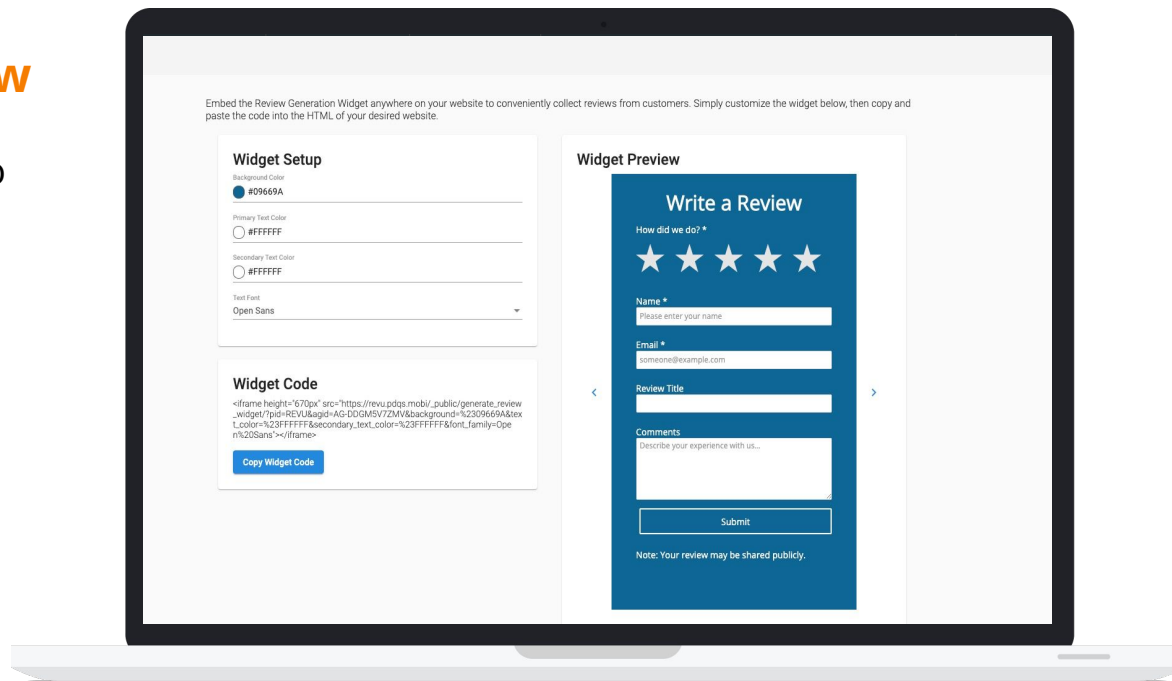 w
Embed the Review Generation Widget anywhere on your website to conveniently collect reviews from customers. Simply customize the widget below, then copy and
paste the code into the HTML of your desired website.
Widget Setup
Background Color
#09669A
Primary Text Color
#FFFFFF
Secondary Text Color
#FFFFFF
Text Font
Open Sans
Widget Code
<iframe height="670px" src="https://revu.pdqs.mobi/_public/generate_review
_widget/?pid=REVU&agid=AG-DDGM5V7ZMV&background=%2309669A&tex
t_color=%23FFFFFF&secondary_text_color=%23FFFFFF&font_family=Ope
n%20Sans"></iframe>
Copy Widget Code
Widget Preview
Write a Review
How did we do? *
Name *
Please enter your name
Email *
someone@example.com
Review Title
Comments
Describe your experience with us...
Submit
Note: Your review may be shared publicly.